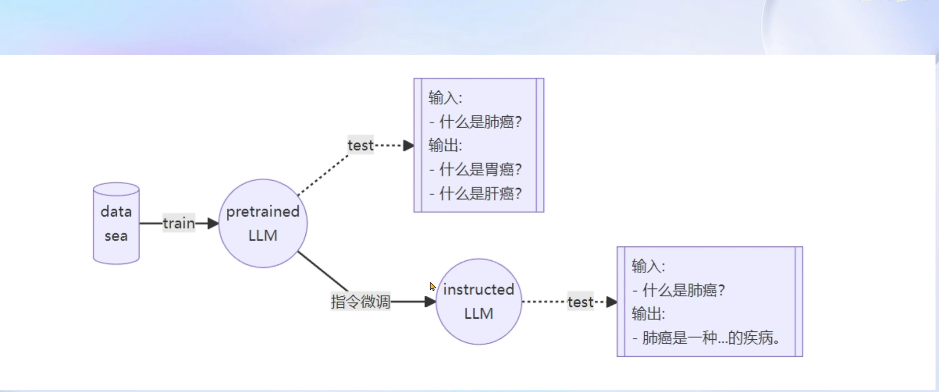 输入:
- 什么是肺癌?
输出:
- 什么是胃癌?
- 什么是肝癌?
test
data
sea
train
pretrained
LLM
指令微调
instructed
LLM
test
输入:
- 什么是肺癌?
输出:
- 肺癌是一种...的疾病。